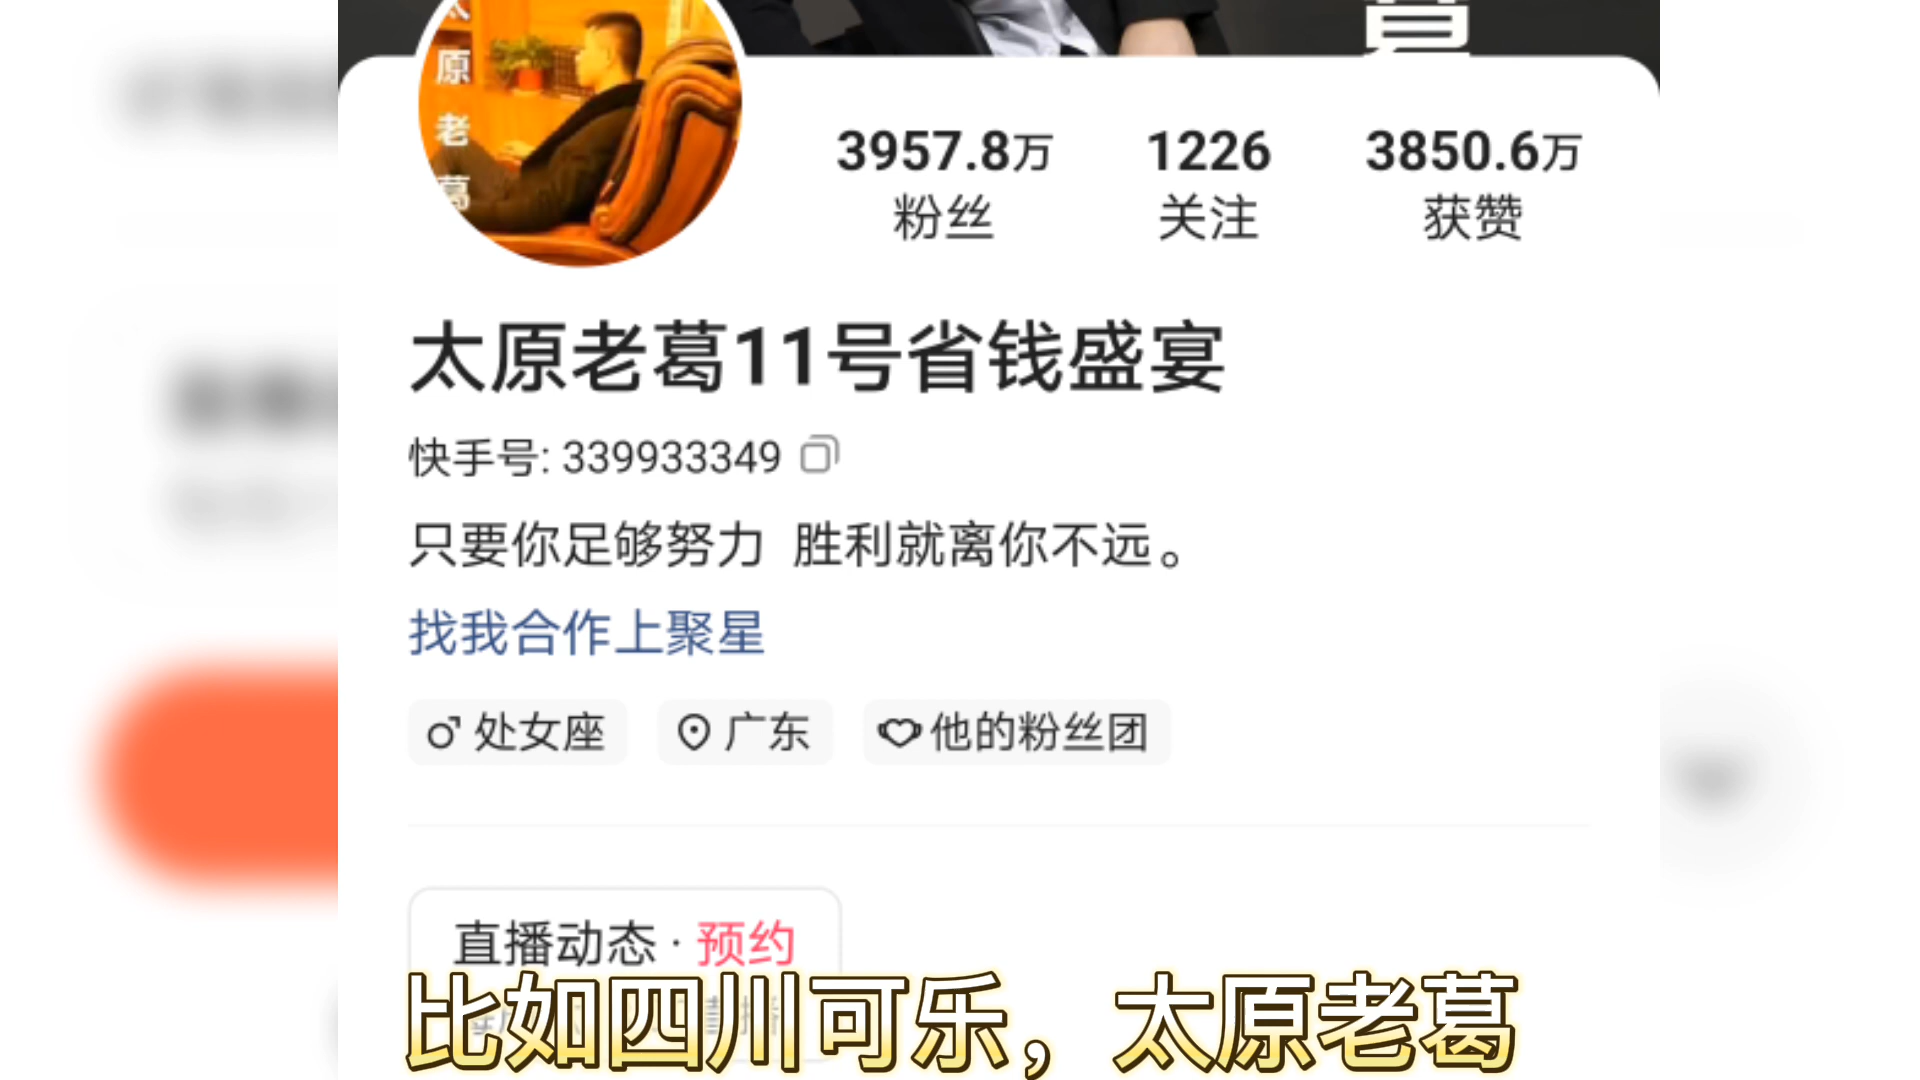 太
原
老
葛
葛
3957.8万 1226 3850.6万
粉丝 关注 获赞
太原老葛11号省钱盛宴
快手号: 339933349
只要你足够努力 胜利就离你不远。
找我合作上聚星
♂处女座 广东 他的粉丝团
直播动态·预约
比如四川可乐，太原老葛